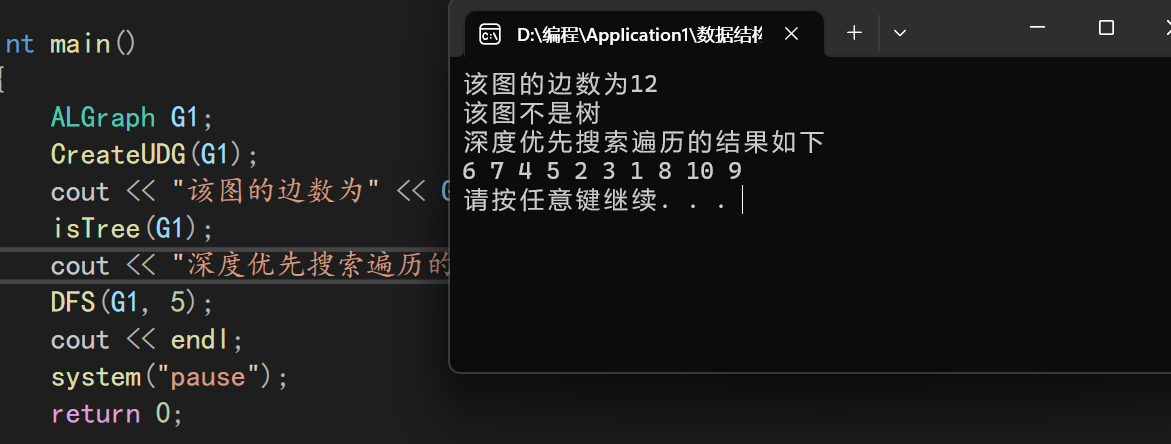 nt main()
{
ALGraph G1;
CreateUDG(G1);
cout << "该图的边数为" << G
isTree(G1);
cout << "深度优先搜索遍历的
DFS(G1, 5);
cout << endl;
system("pause");
return 0;
D:\编程\Application1\数据结构
该图的边数为12
该图不是树
深度优先搜索遍历的结果如下
6 7 4 5 2 3 1 8 10 9
请按任意键继续. . .